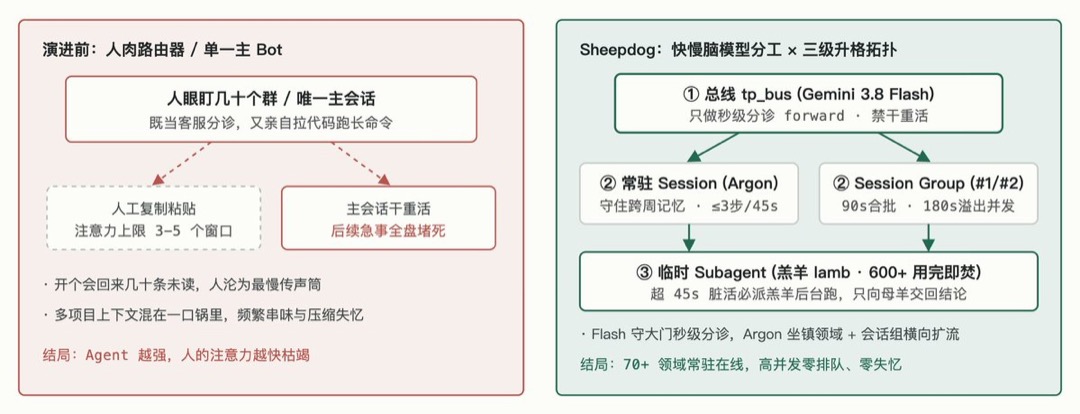 演进前：人肉路由器 / 单一主 Bot
人眼盯几十个群 / 唯一主会话
既当客服分诊，又亲自拉代码跑长命令
人工复制粘贴
注意力上限 3-5 个窗口
主会话干重活
后续急事全盘堵死
· 开个会回来几十条未读，人沦为最慢传声筒
· 多项目上下文混在一口锅里，频繁串味与压缩失忆
结局：Agent 越强，人的注意力越快枯竭
Sheepdog：快慢脑模型分工 × 三级升格拓扑
① 总线 tp_bus (Gemini 3.8 Flash)
只做秒级分诊 forward · 禁干重活
② 常驻 Session (Argon)
守住跨周记忆 · ≤3步/45s
② Session Group (#1/#2)
90s合批 · 180s溢出并发
③ 临时 Subagent (羔羊 lamb · 600+ 用完即焚)
超 45s 脏活必派羔羊后台跑，只向母羊交回结论
· Flash 守大门秒级分诊，Argon 坐镇领域 + 会话组横向扩流
结局：70+ 领域常驻在线，高并发零排队、零失忆